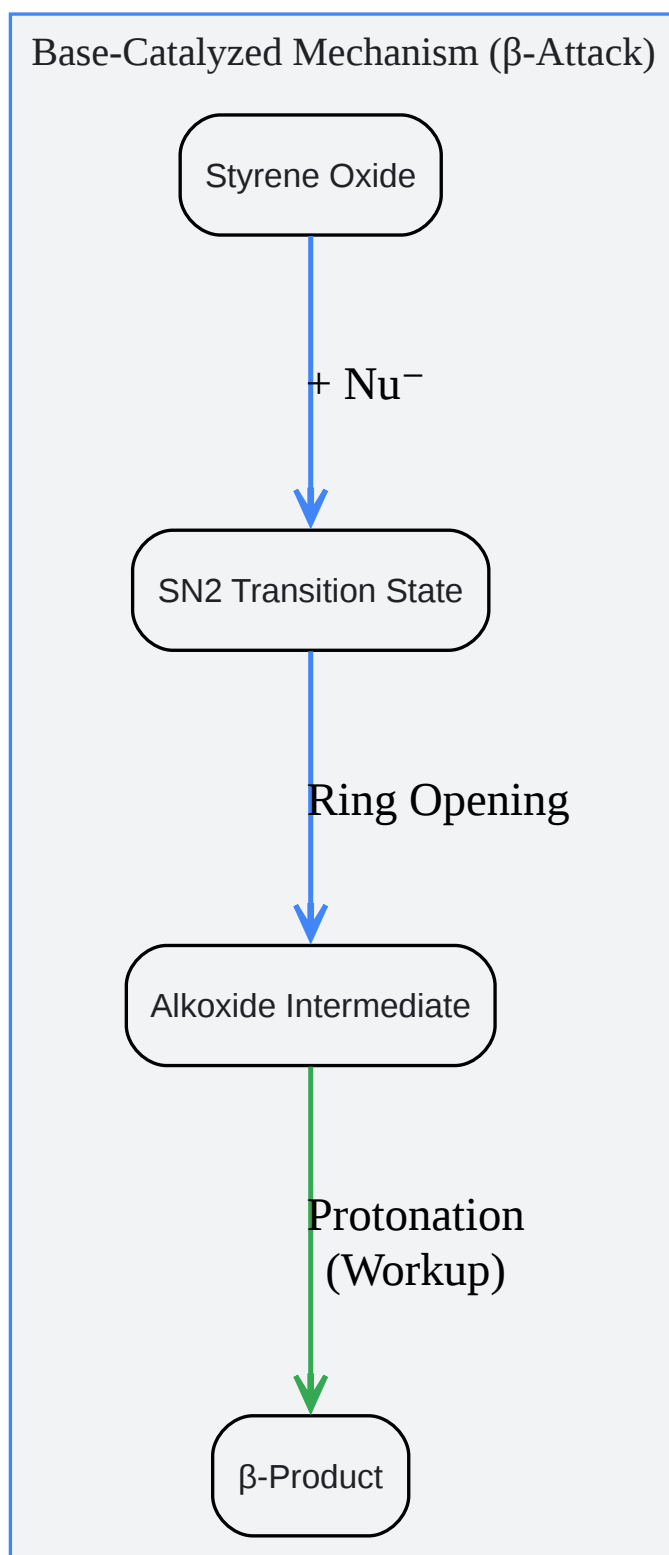 Base-Catalyzed Mechanism (β-Attack)
Styrene Oxide
+ Nu⁻
SN2 Transition State
Ring Opening
Alkoxide Intermediate
Protonation
(Workup)
β-Product